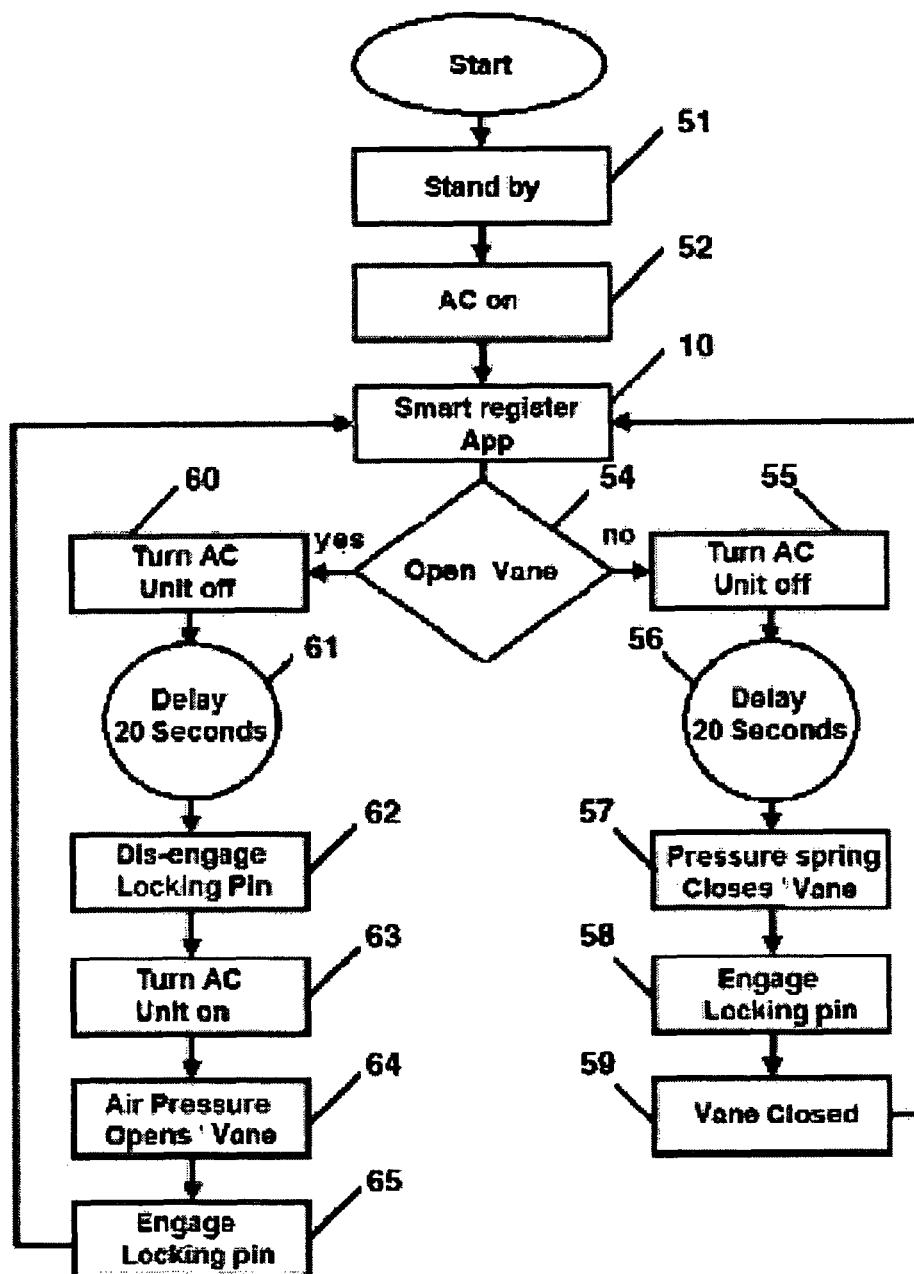 Start
51
Stand by
52
AC on
10
Smart register
App
54
60
55
yes
no
Turn AC
Unit off
Open Vane
Turn AC
Unit off
61
56
Delay
20 Seconds
Delay
20 Seconds
62
57
Dis-engage
Locking Pin
Pressure spring
Closes 'Vane
63
58
Turn AC
Unit on
Engage
Locking pin
64
59
Air Pressure
Opens 'Vane
Vane Closed
65
Engage
Locking pin